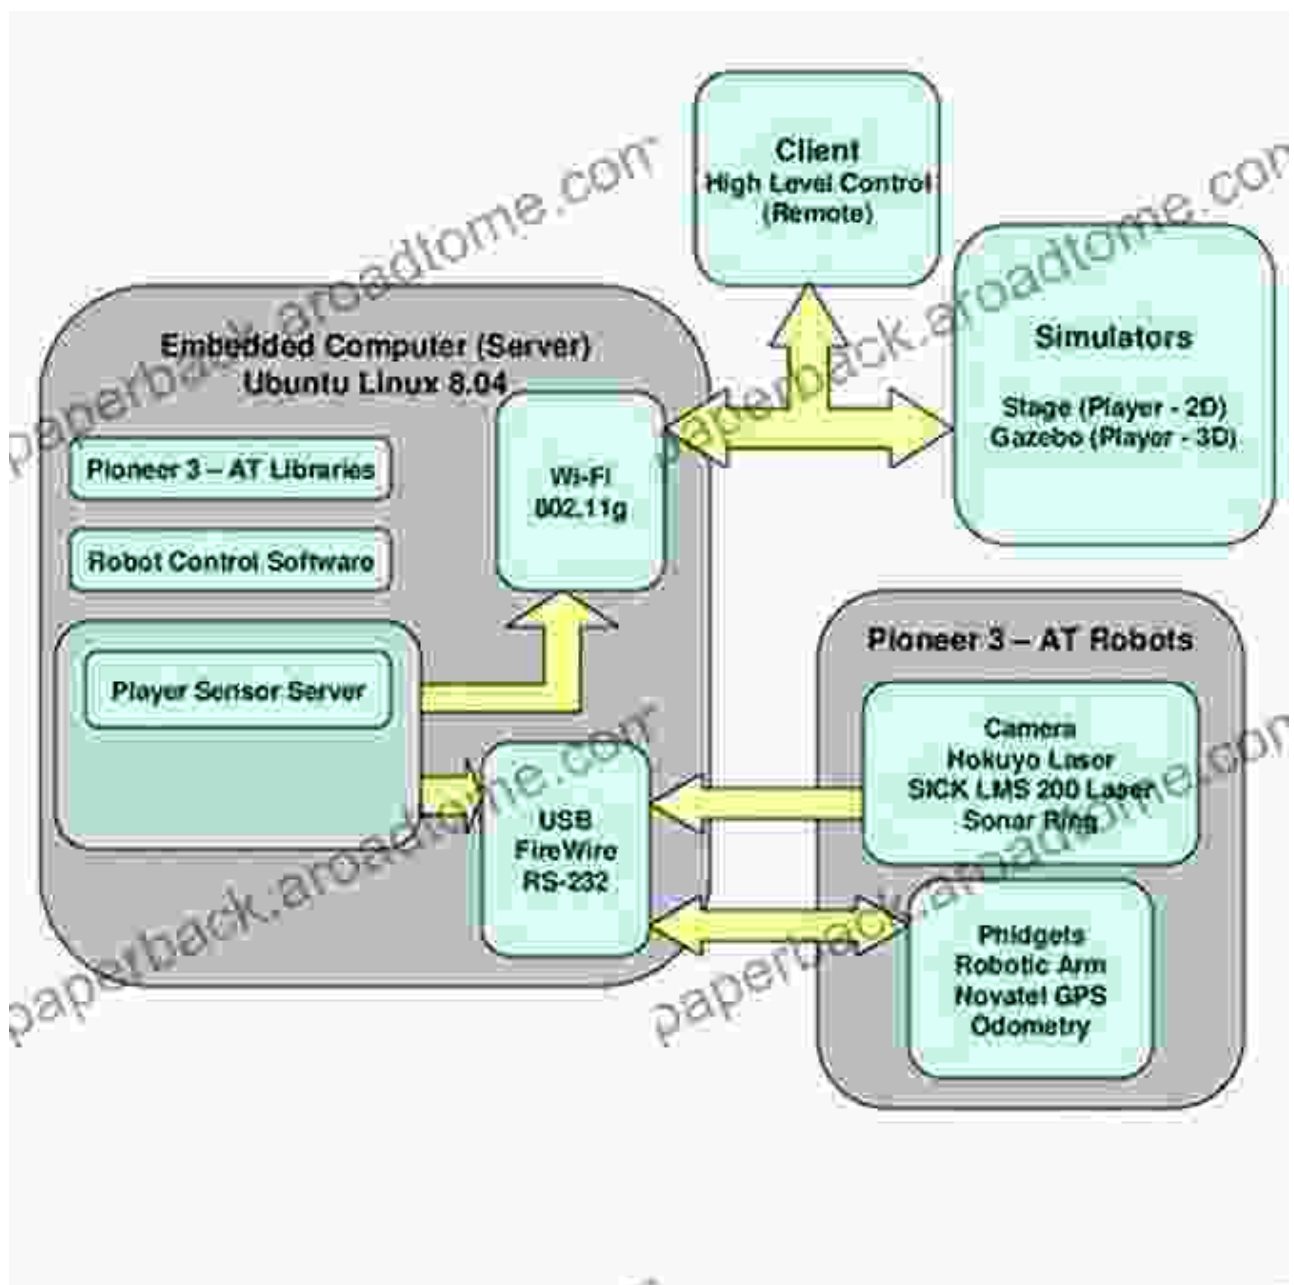 Client
High Level Control
(Remote)
Simulators
Stage (Player - 2D)
Gazebo (Player - 3D)
Embedded Computer (Server)
Ubuntu Linux 8.04
Pioneer 3 – AT Libraries
Robot Control Software
Player Sensor Server
Wi-Fi
802.11g
USB
FireWire
RS-232
Pioneer 3 – AT Robots
Camera
Hokuyo Laser
SICK LMS 200 Laser
Sonar Ring
Phidgets
Robotic Arm
Novatel GPS
Odometry
paperback.aroadtome.com
paperback.aroadtome.com
paperback.aroadtome.com
paperback.aroadtome.com